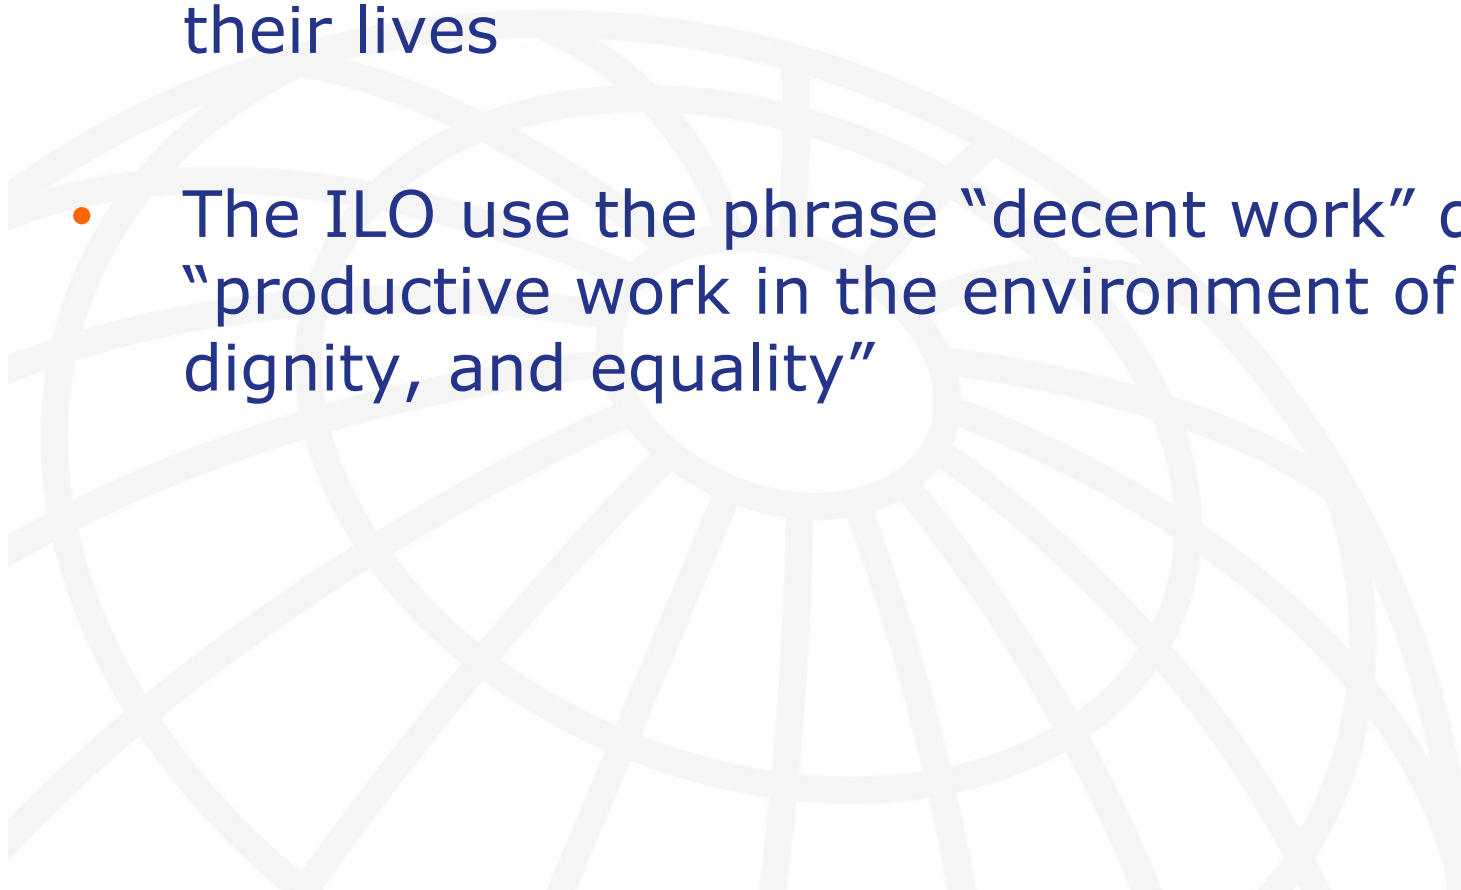 their lives
• The ILO use the phrase “decent work”
“productive work in the environment of
dignity, and equality”